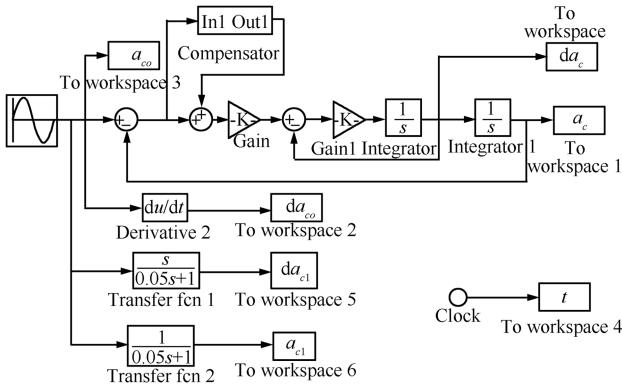 To
workspace
In1 Out1
Compensator
a_co
To workspace 3
da_c
+ −
+ +
-K-
Gain
+ −
-K-
Gain1
1/s
Integrator
1/s
Integrator 1
a_c
To
workspace 1
du/dt
Derivative 2
da_co
To workspace 2
s/(0.05s+1)
Transfer fcn 1
da_c1
To workspace 5
Clock
t
To workspace 4
1/(0.05s+1)
Transfer fcn 2
a_c1
To workspace 6